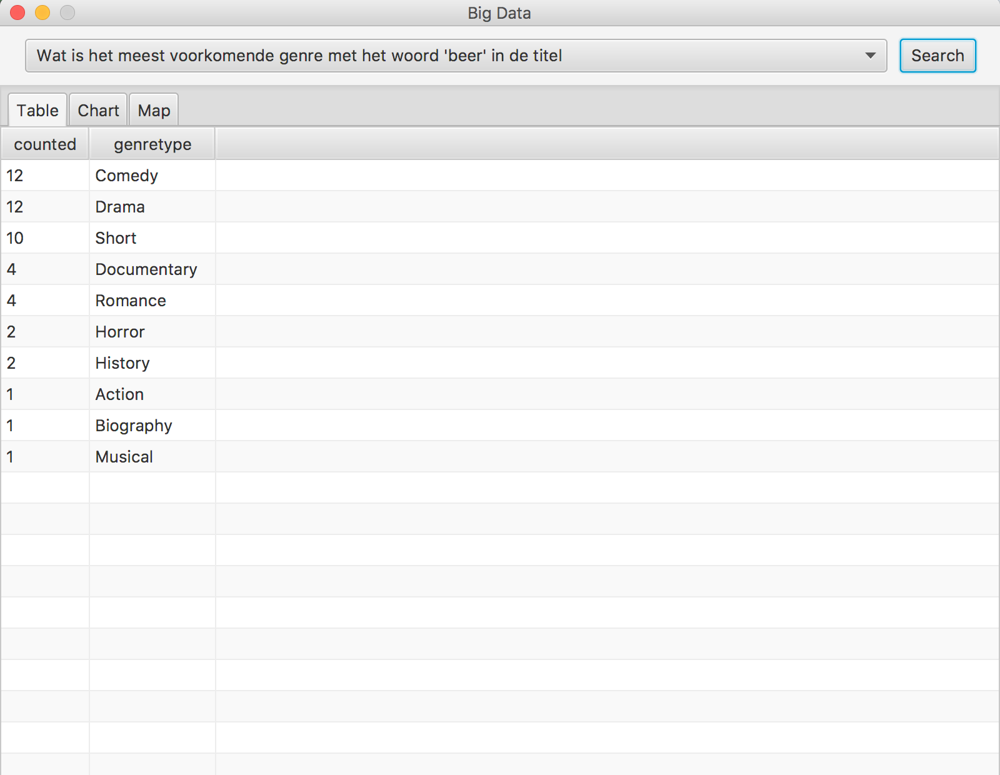 Big Data
Wat is het meest voorkomende genre met het woord 'beer' in de titel Search
Table Chart Map
counted genretype
12 Comedy
12 Drama
10 Short
4 Documentary
4 Romance
2 Horror
2 History
1 Action
1 Biography
1 Musical